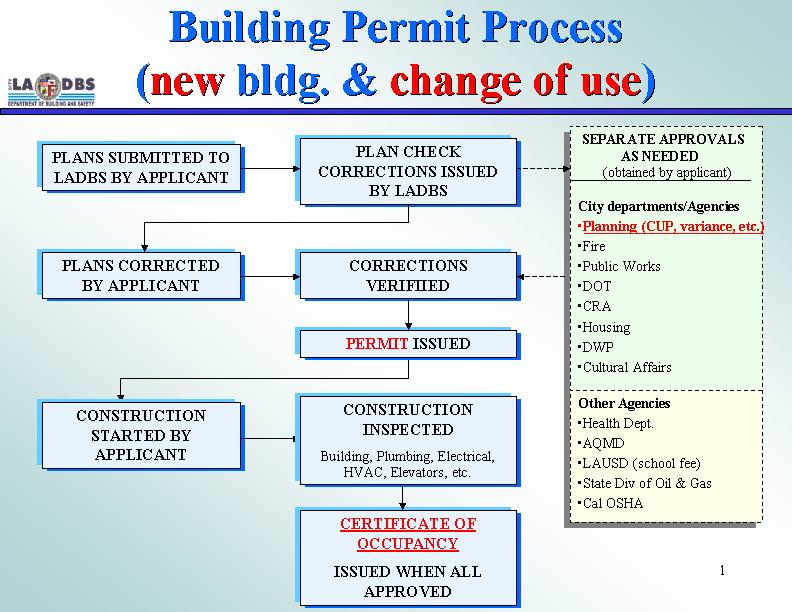 Building Permit Process
(new bldg. & change of use)
LA DBS
DEPARTMENT OF BUILDING AND SAFETY
PLANS SUBMITTED TO
LADBS BY APPLICANT
PLAN CHECK
CORRECTIONS ISSUED
BY LADBS
PLANS CORRECTED
BY APPLICANT
CORRECTIONS
VERIFIIED
PERMIT ISSUED
CONSTRUCTION
STARTED BY
APPLICANT
CONSTRUCTION
INSPECTED
Building, Plumbing, Electrical,
HVAC, Elevators, etc.
CERTIFICATE OF
OCCUPANCY
ISSUED WHEN ALL
APPROVED
SEPARATE APPROVALS
AS NEEDED
(obtained by applicant)
City departments/Agencies
•Planning (CUP, variance, etc.)
•Fire
•Public Works
•DOT
•CRA
•Housing
•DWP
•Cultural Affairs
Other Agencies
•Health Dept.
•AQMD
•LAUSD (school fee)
•State Div of Oil & Gas
•Cal OSHA
1